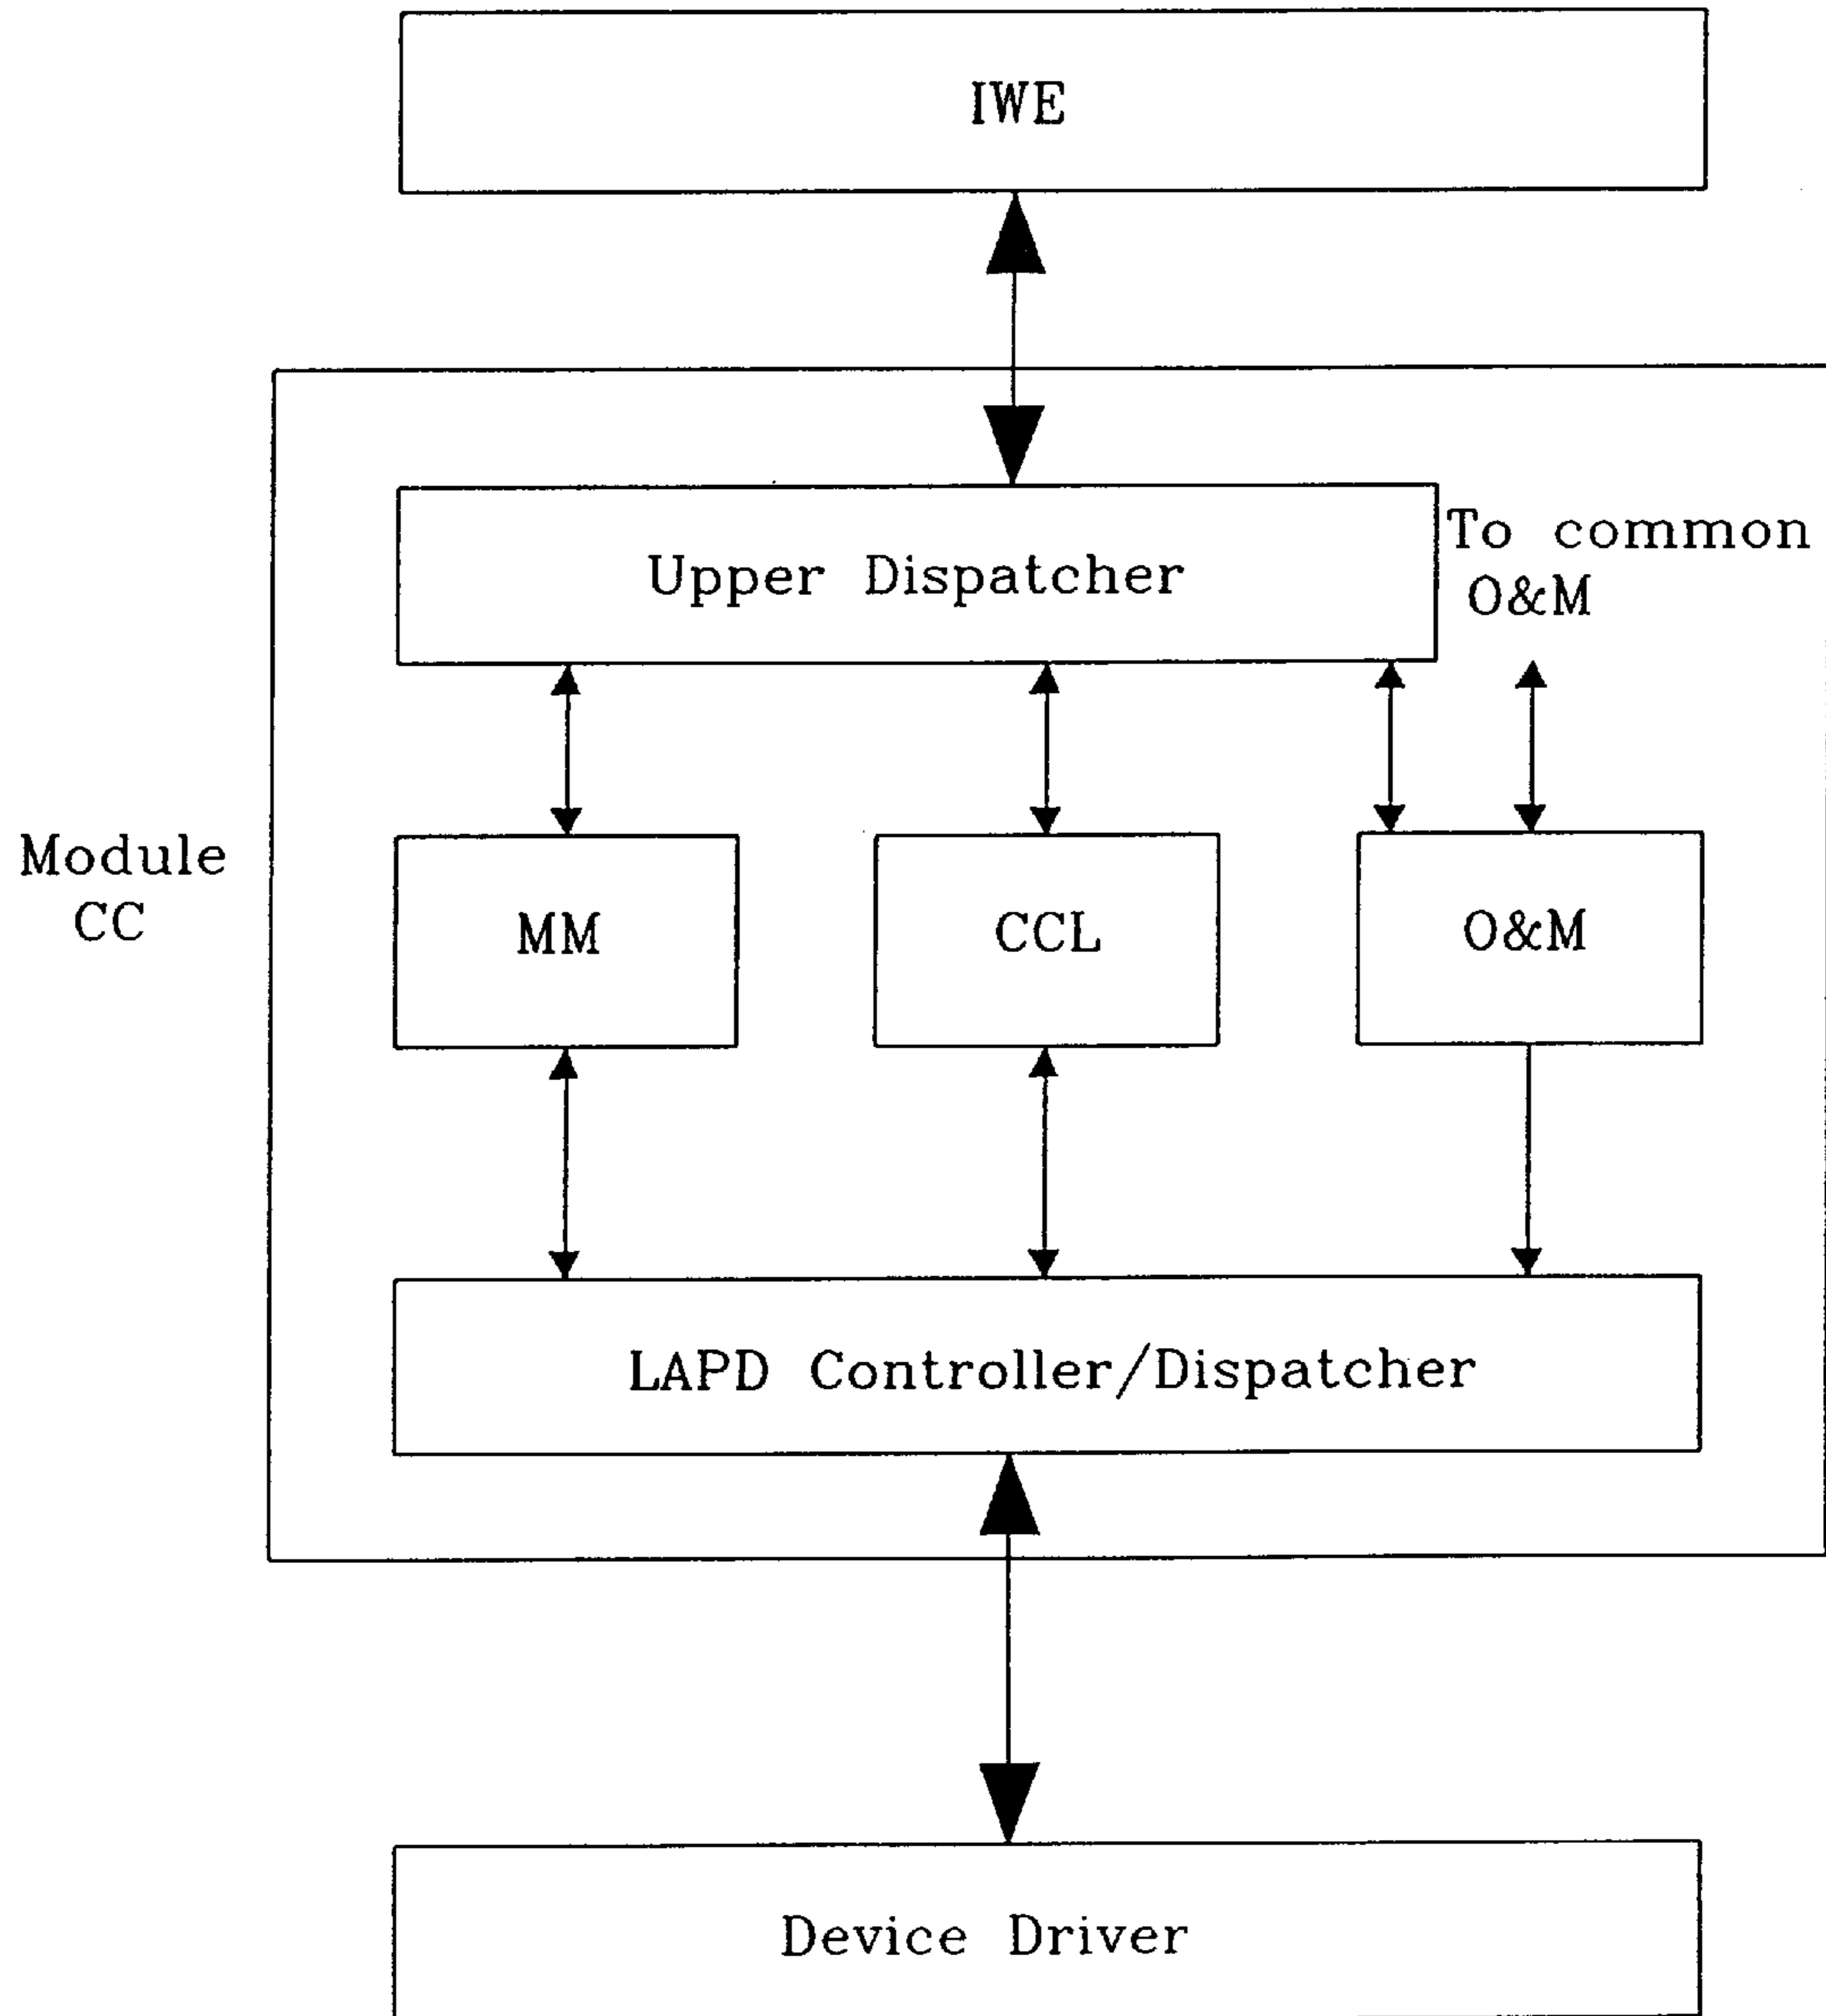 IWE
Upper Dispatcher
To common
O&M
Module
CC
MM
CCL
O&M
LAPD Controller/Dispatcher
Device Driver